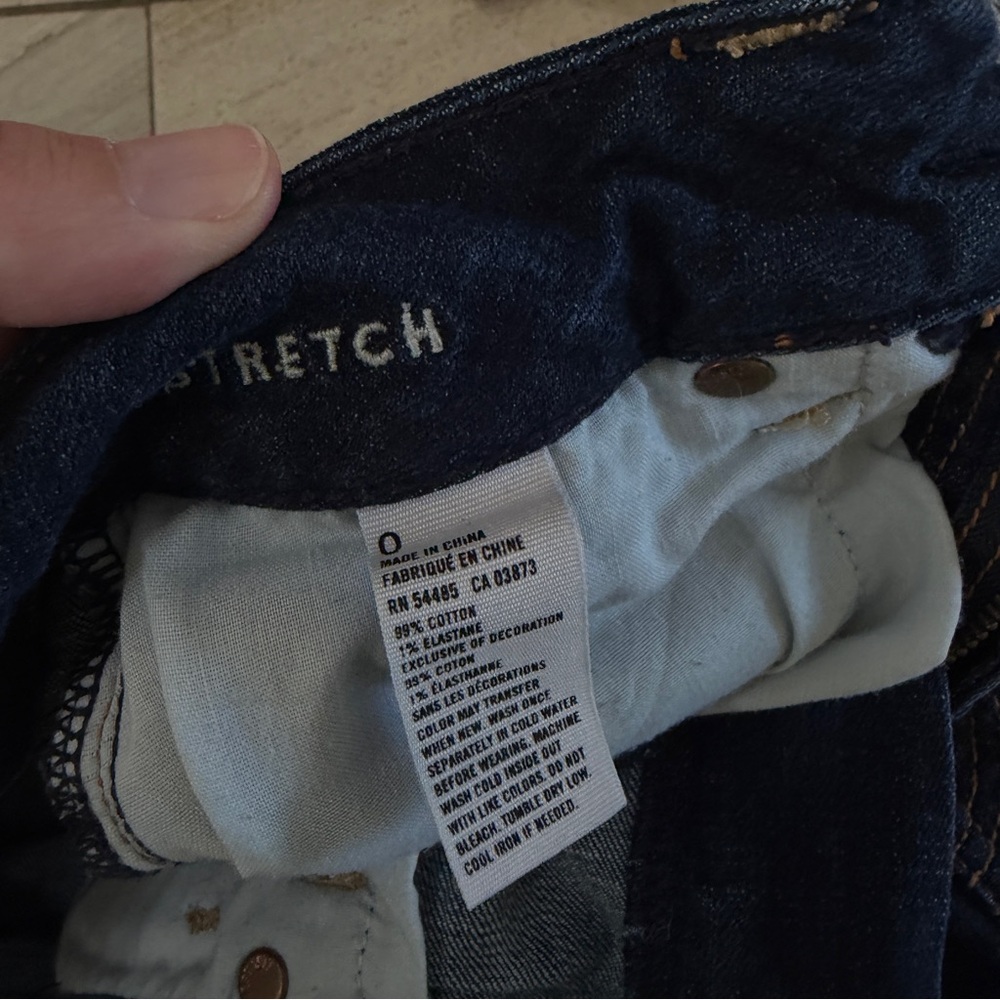 STRETCH
0
MADE IN CHINA
FABRIQUÉ EN CHINE
RN 54485 CA 03873
99% COTTON
1% ELASTANE
EXCLUSIVE OF DECORATION
99% COTON
1% ÉLASTHANNE
SANS LES DÉCORATIONS
COLOR MAY TRANSFER
WHEN NEW. WASH ONCE
SEPARATELY IN COLD WATER
BEFORE WEARING. MACHINE
WASH COLD INSIDE OUT
WITH LIKE COLORS. DO NOT
BLEACH. TUMBLE DRY LOW.
COOL IRON IF NEEDED.